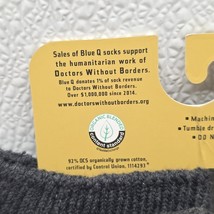 Sales of Blue Q socks support
the humanitarian work of
Doctors Without Borders.
Blue Q donates 1% of sock revenue
to Doctors Without Borders.
Over $1,000,000 since 2014.
www.doctorswithoutborders.org
ORGANIC BLENDED
content standard
92% OCS organically grown cotton,
certified by Control Union, 1114293
• Machin
• Tumble dr
• DO N